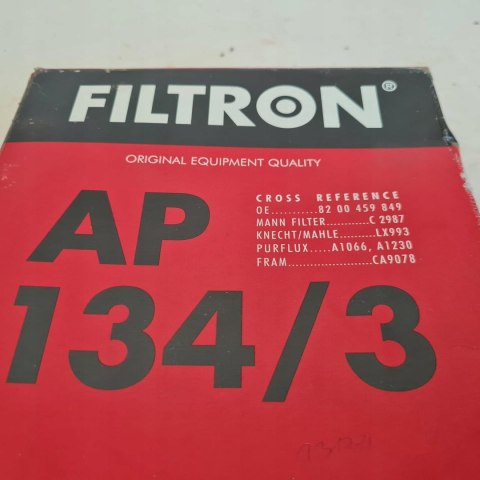 FILTRON®
ORIGINAL EQUIPMENT QUALITY
AP
134/3
CROSS REFERENCE
OE..........82 00 459 849
MANN FILTER............C 2987
KNECHT/MAHLE..........LX993
PURFLUX.....A1066, A1230
FRAM........................CA9078